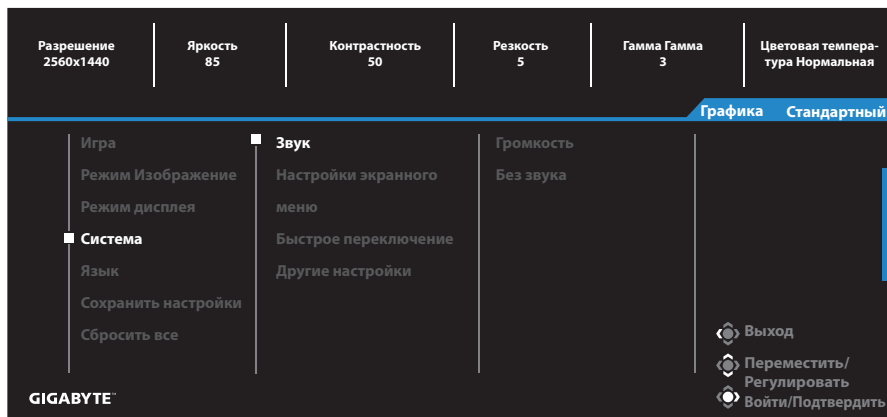 Разрешение
2560x1440
Яркость
85
Контрастность
50
Резкость
5
Гамма Гамма
3
Цветовая темпера-
тура Нормальная
Графика Стандартный
Игра
Режим Изображение
Режим дисплея
Система
Язык
Сохранить настройки
Сбросить все
Звук
Настройки экранного
меню
Быстрое переключение
Другие настройки
Громкость
Без звука
Выход
Переместить/
Регулировать
Войти/Подтвердить
GIGABYTE™